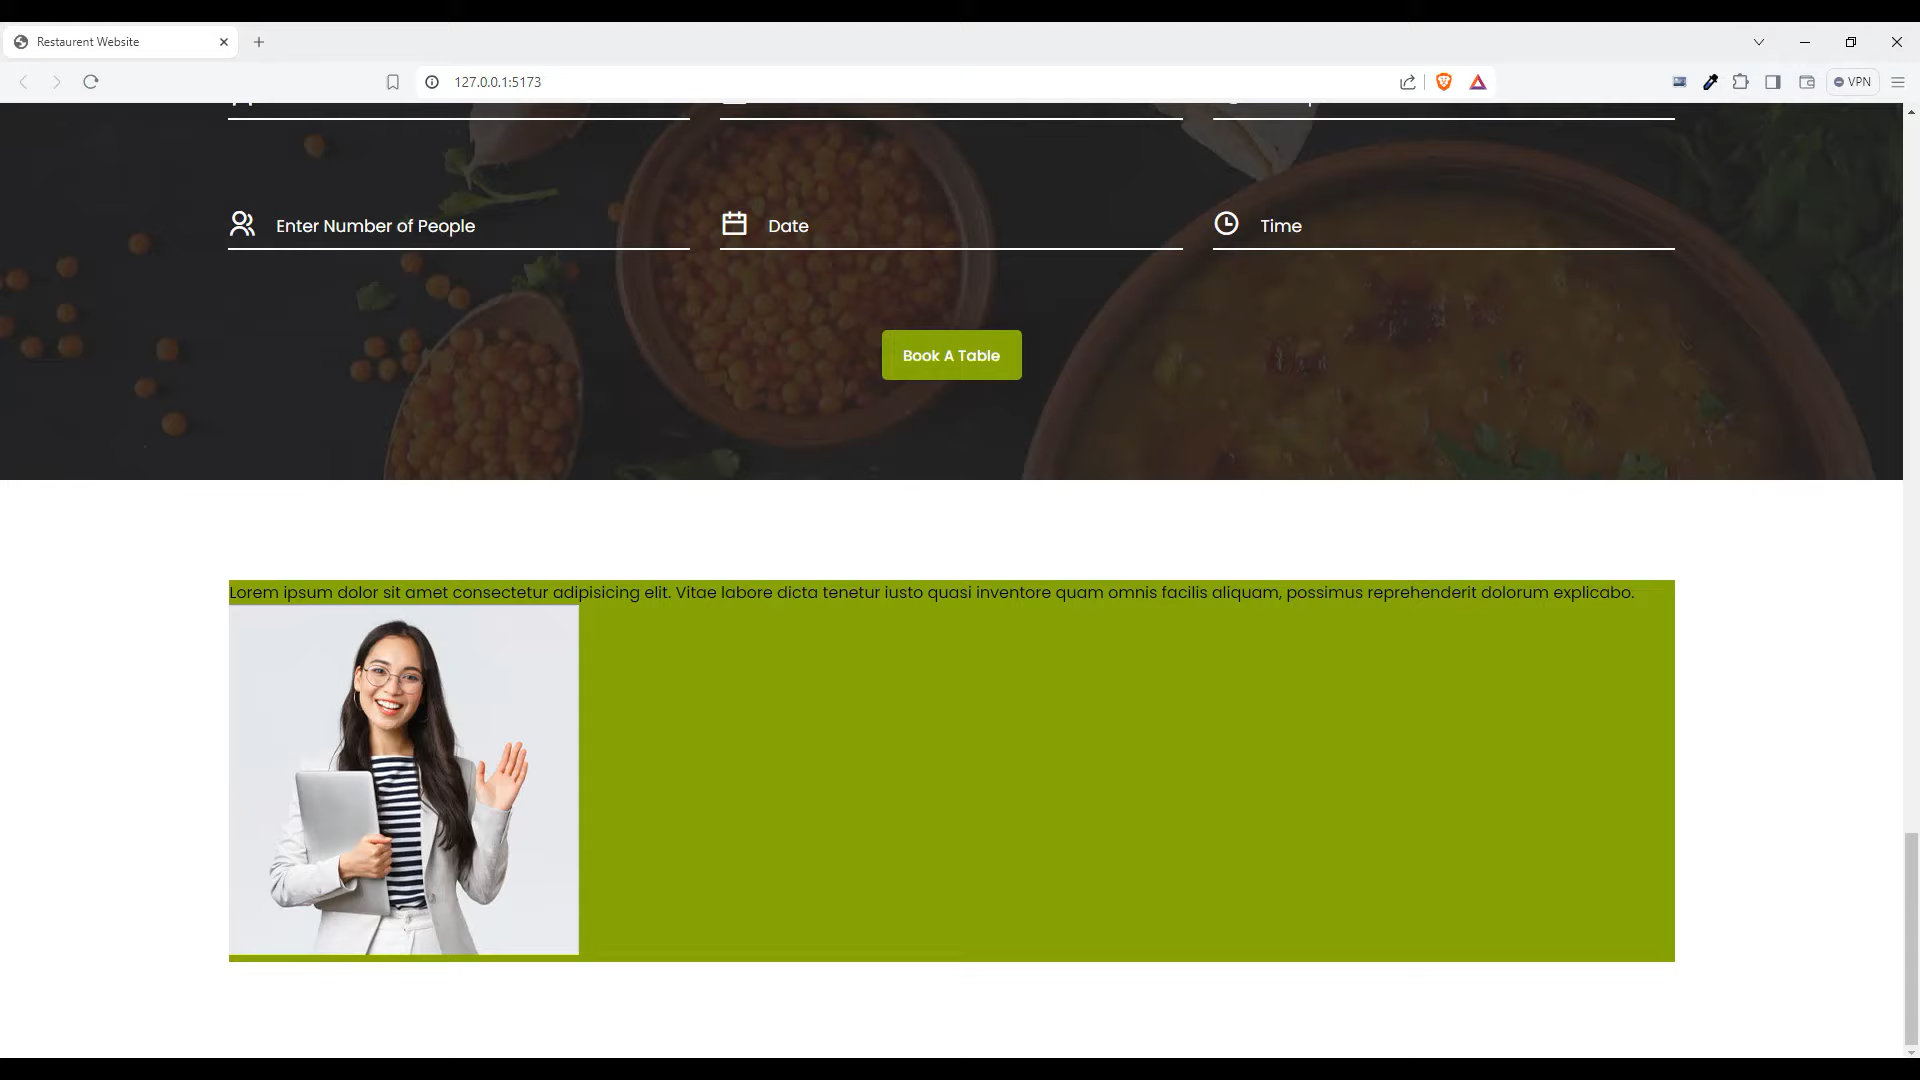 Restaurent Website
127.0.0.1:5173
VPN
Enter Number of People
Date
Time
Book A Table
Lorem ipsum dolor sit amet consectetur adipisicing elit. Vitae labore dicta tenetur iusto quasi inventore quam omnis facilis aliquam, possimus reprehenderit dolorum explicabo.